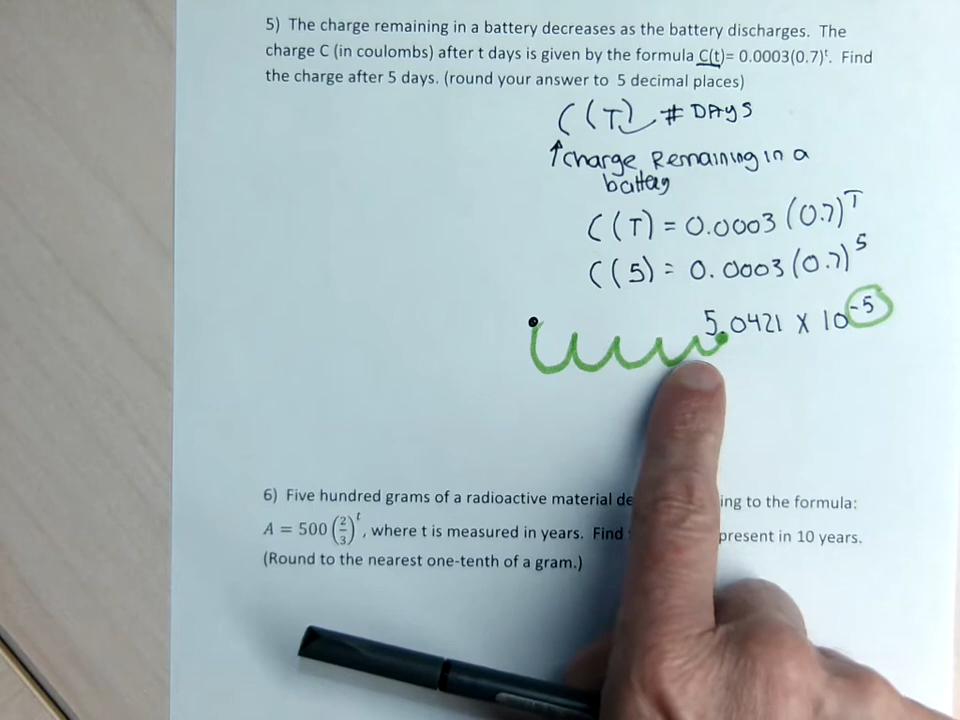 5) The charge remaining in a battery decreases as the battery discharges. The
charge C (in coulombs) after t days is given by the formula C(t)= 0.0003(0.7)ᵗ. Find
the charge after 5 days. (round your answer to 5 decimal places)
C(T) # DAYS
↑charge Remaining in a
battery
C(T) = 0.0003(0.7)ᵀ
C(5) = 0.0003(0.7)⁵
5.0421 X 10⁻⁵
6) Five hundred grams of a radioactive material de ing to the formula:
A = 500(2/3)ᵗ, where t is measured in years. Find present in 10 years.
(Round to the nearest one-tenth of a gram.)